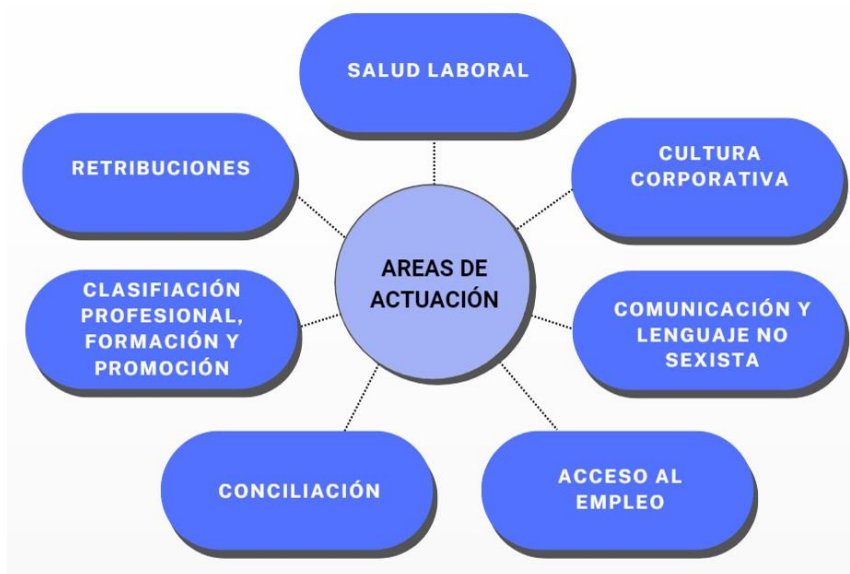 SALUD LABORAL
RETRIBUCIONES
CULTURA
CORPORATIVA
AREAS DE
ACTUACIÓN
CLASIFIACIÓN
PROFESIONAL,
FORMACIÓN Y
PROMOCIÓN
COMUNICACIÓN Y
LENGUAJE NO
SEXISTA
CONCILIACIÓN
ACCESO AL
EMPLEO